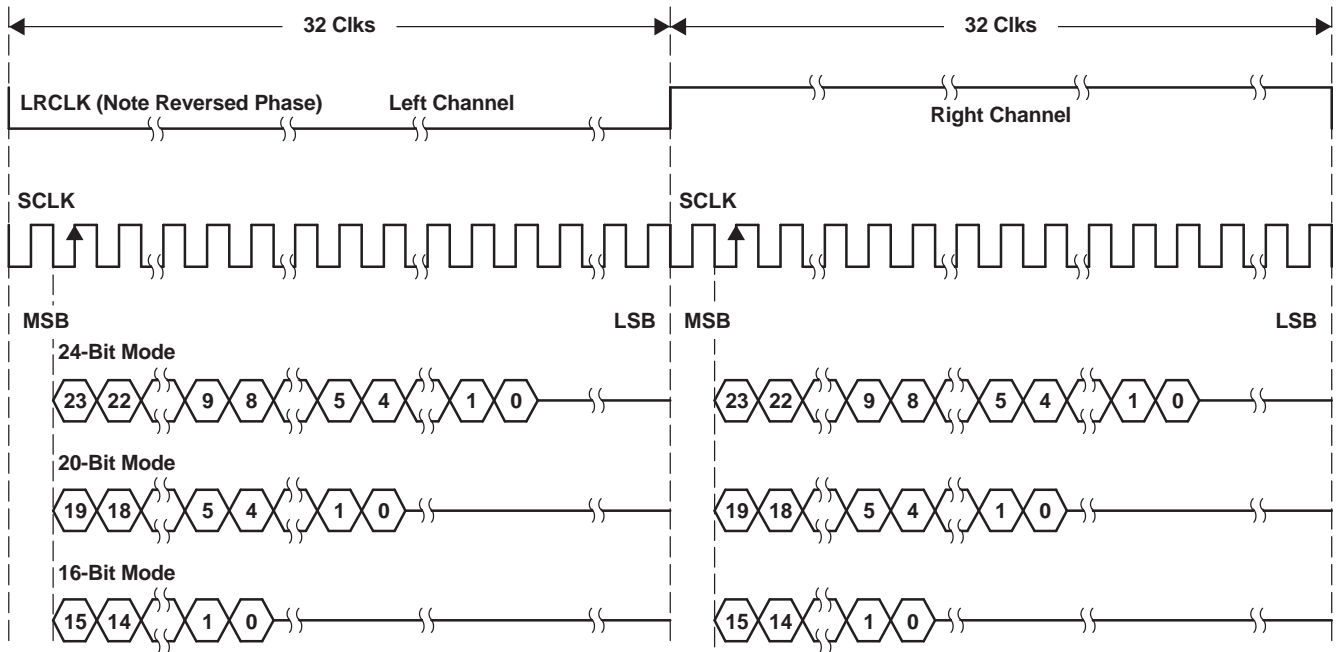 32 Clks 32 Clks
LRCLK (Note Reversed Phase) Left Channel
Right Channel
SCLK SCLK
MSB LSB MSB LSB
24-Bit Mode
23 22 9 8 5 4 1 0 23 22 9 8 5 4 1 0
20-Bit Mode
19 18 5 4 1 0 19 18 5 4 1 0
16-Bit Mode
15 14 1 0 15 14 1 0